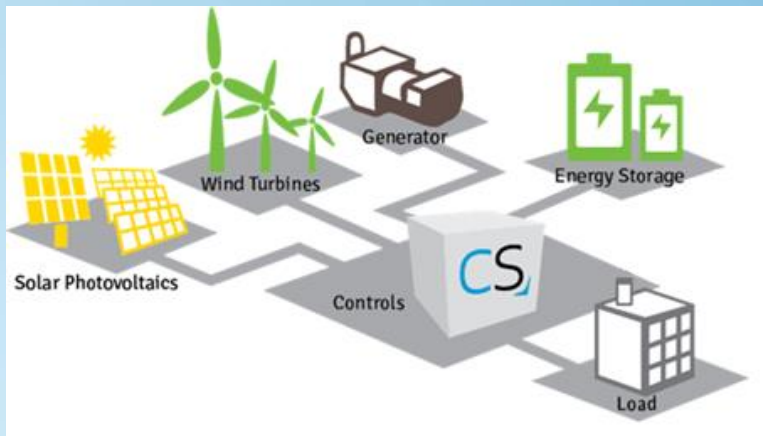 Generator
Wind Turbines
Energy Storage
Solar Photovoltaics
Controls
CS
Load